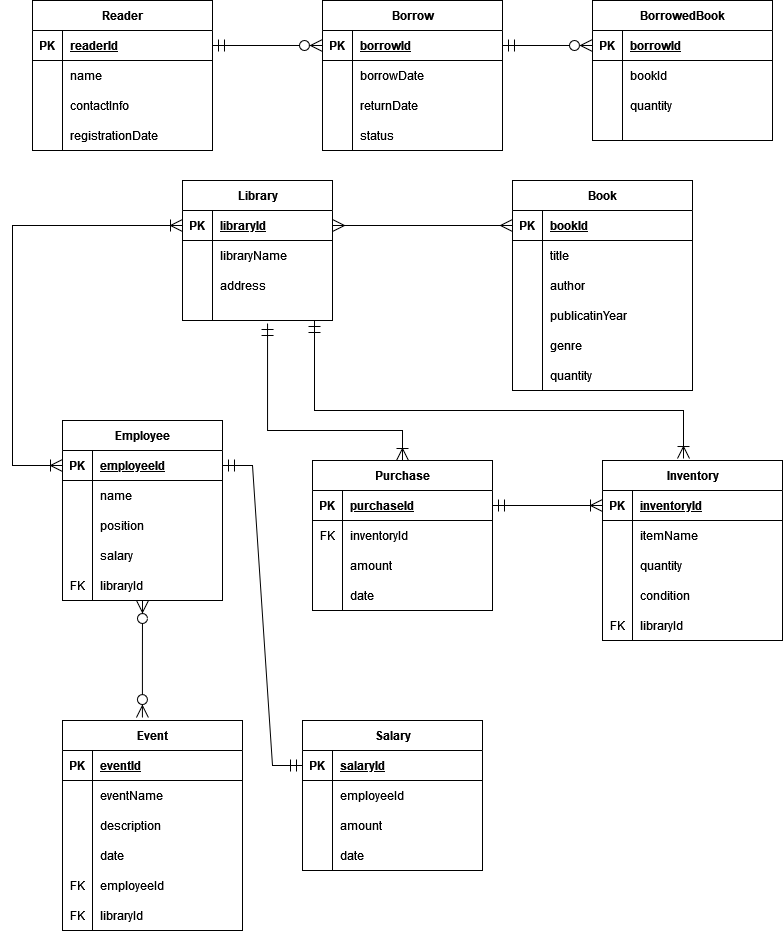 Reader
PK readerId
name
contactInfo
registrationDate
Borrow
PK borrowId
borrowDate
returnDate
status
BorrowedBook
PK borrowId
bookId
quantity
Library
PK libraryId
libraryName
address
Book
PK bookId
title
author
publicatinYear
genre
quantity
Employee
PK employeeId
name
position
salary
FK libraryId
Purchase
PK purchaseId
FK inventoryId
amount
date
Inventory
PK inventoryId
itemName
quantity
condition
FK libraryId
Event
PK eventId
eventName
description
date
FK employeeId
FK libraryId
Salary
PK salaryId
employeeId
amount
date